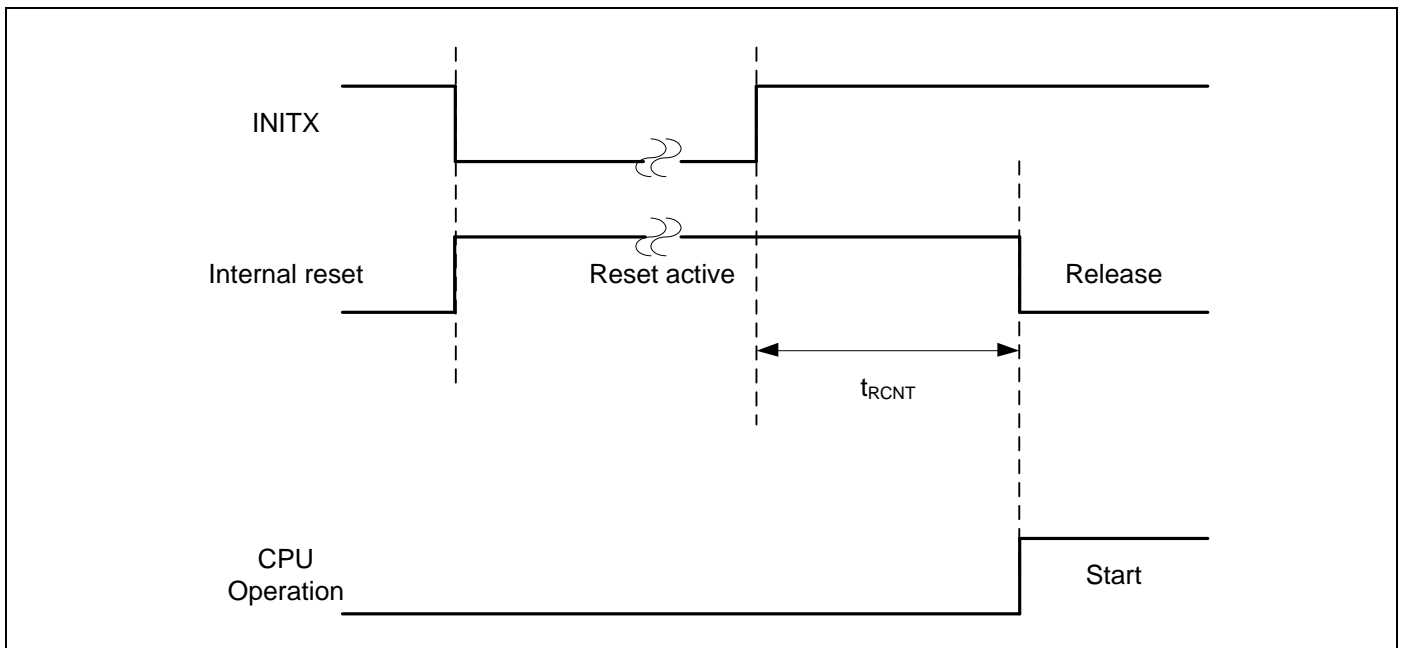 INITX
Internal reset
Reset active
Release
tRCNT
CPU
Operation
Start